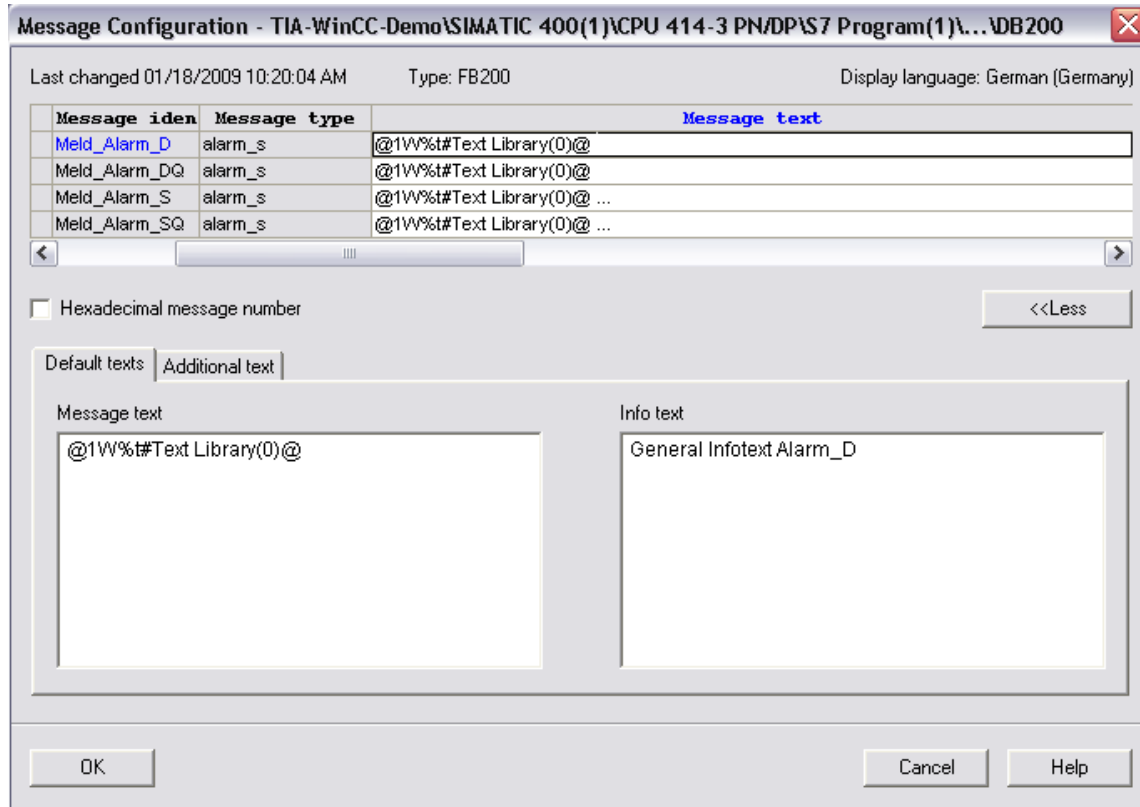 Message Configuration - TIA-WinCC-Demo\SIMATIC 400(1)\CPU 414-3 PN/DP\S7 Program(1)\...\DB200
Last changed 01/18/2009 10:20:04 AM Type: FB200 Display language: German (Germany)
Message iden Message type Message text
Meld_Alarm_D alarm_s @1W%t#Text Library(0)@
Meld_Alarm_DQ alarm_s @1W%t#Text Library(0)@
Meld_Alarm_S alarm_s @1W%t#Text Library(0)@ ...
Meld_Alarm_SQ alarm_s @1W%t#Text Library(0)@ ...
Hexadecimal message number <<Less
Default texts Additional text
Message text Info text
@1W%t#Text Library(0)@ General Infotext Alarm_D
OK Cancel Help